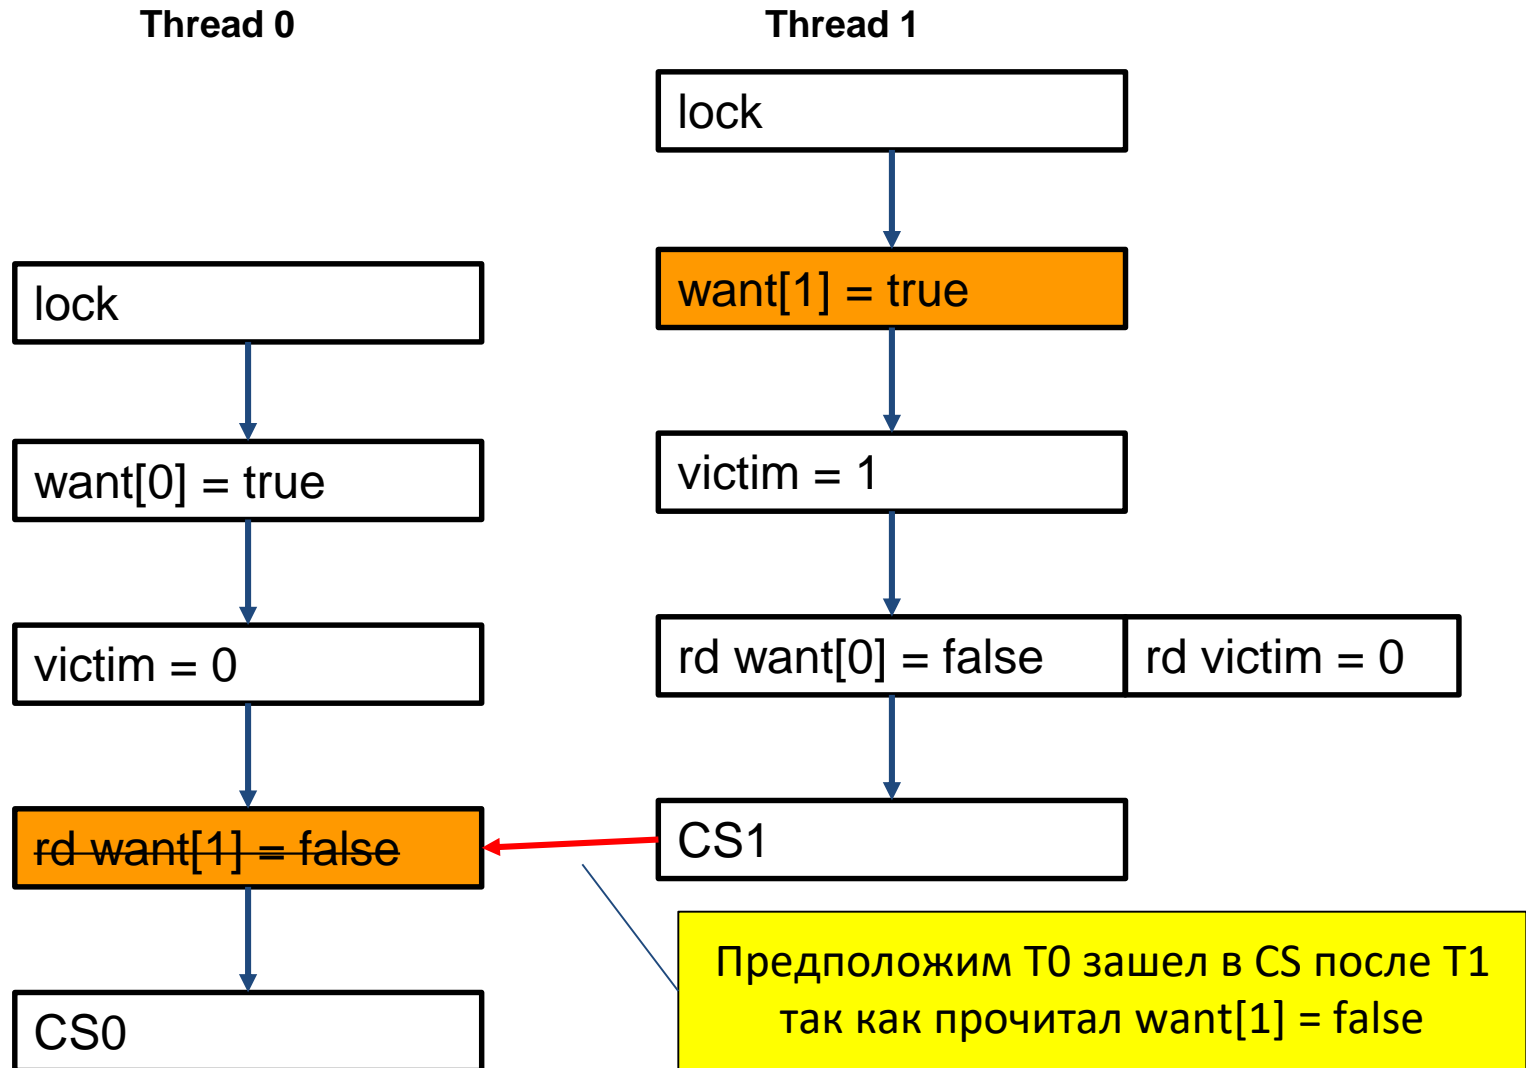 Thread 0
Thread 1
lock
want[1] = true
lock
victim = 1
want[0] = true
rd want[0] = false
rd victim = 0
victim = 0
CS1
rd want[1] = false
Предположим T0 зашел в CS после T1
так как прочитал want[1] = false
CS0